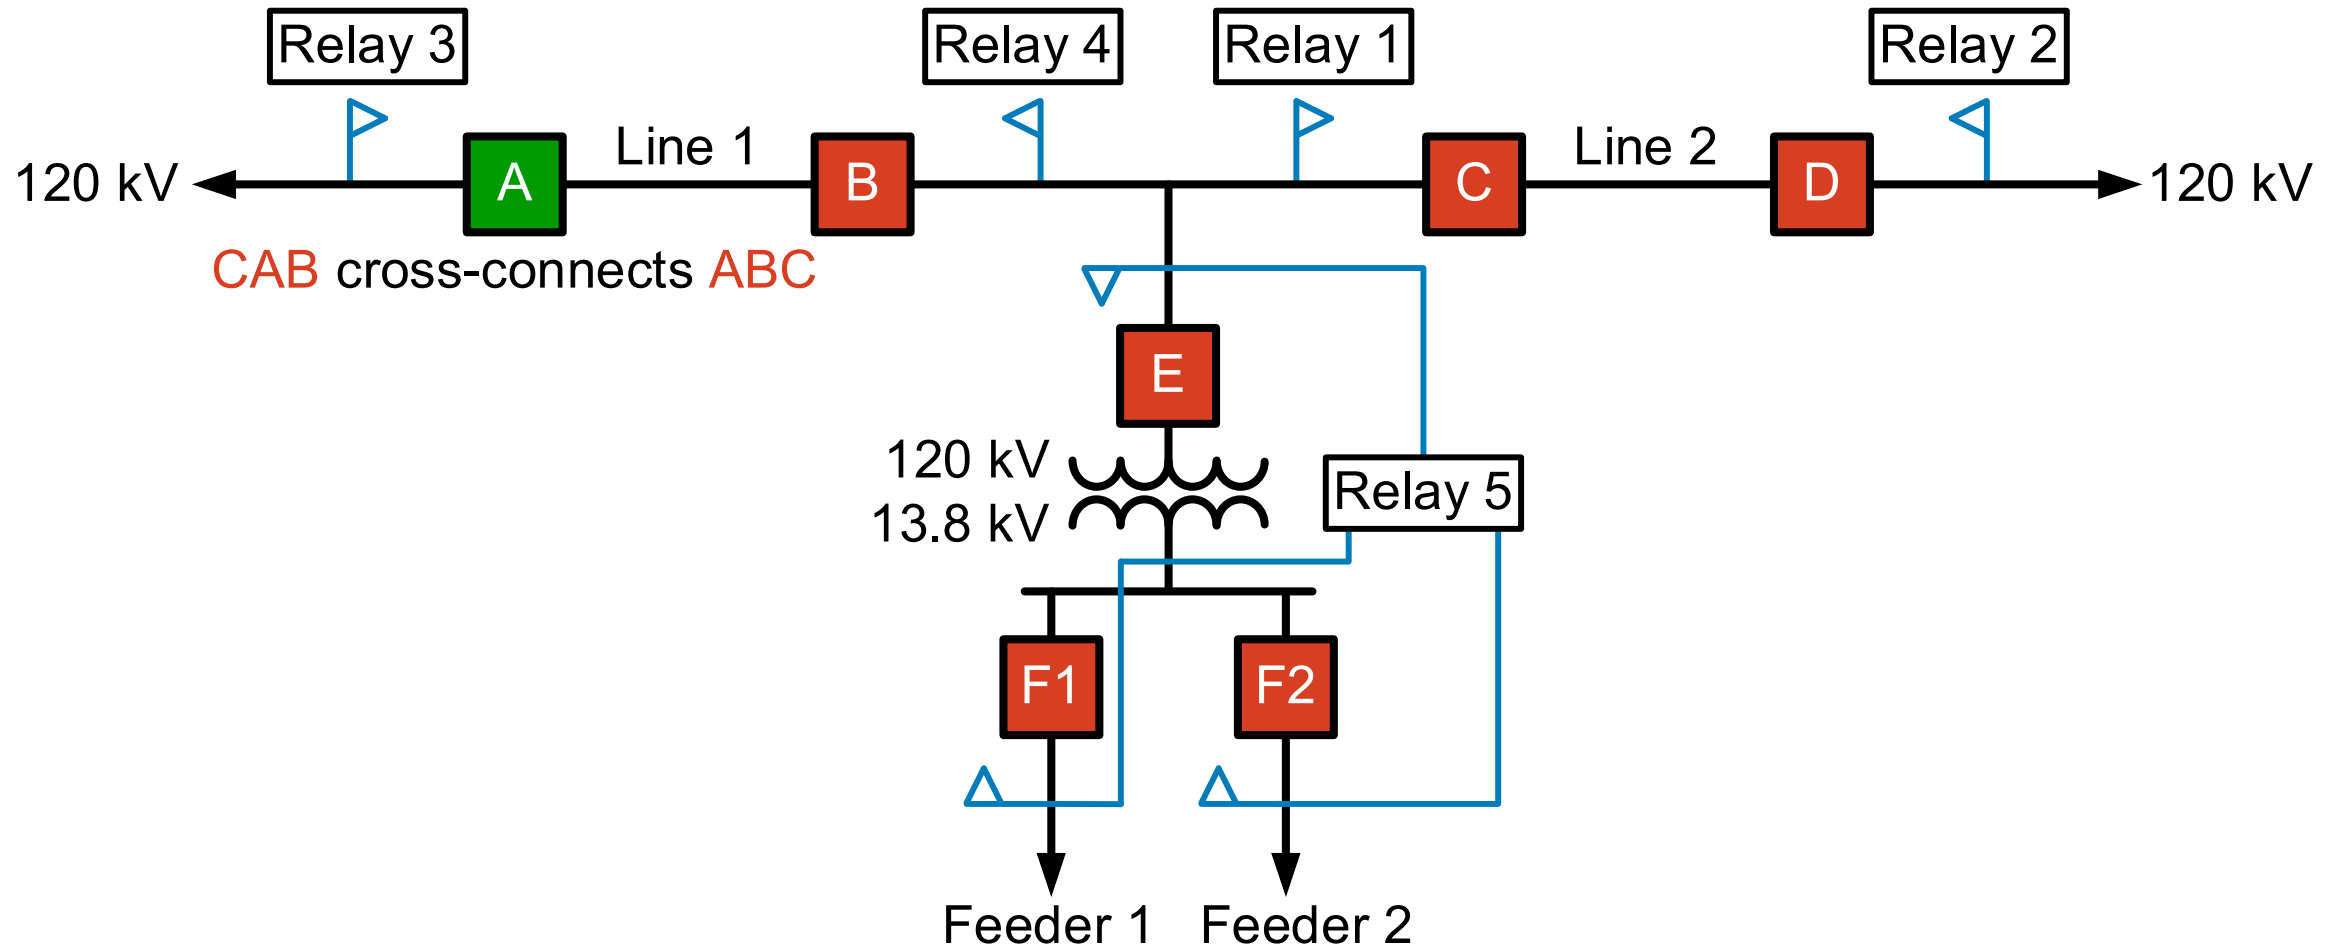 Relay 3
Relay 4
Relay 1
Relay 2
120 kV
A
Line 1
B
C
Line 2
D
120 kV
CAB cross-connects ABC
E
120 kV
13.8 kV
Relay 5
F1
F2
Feeder 1
Feeder 2